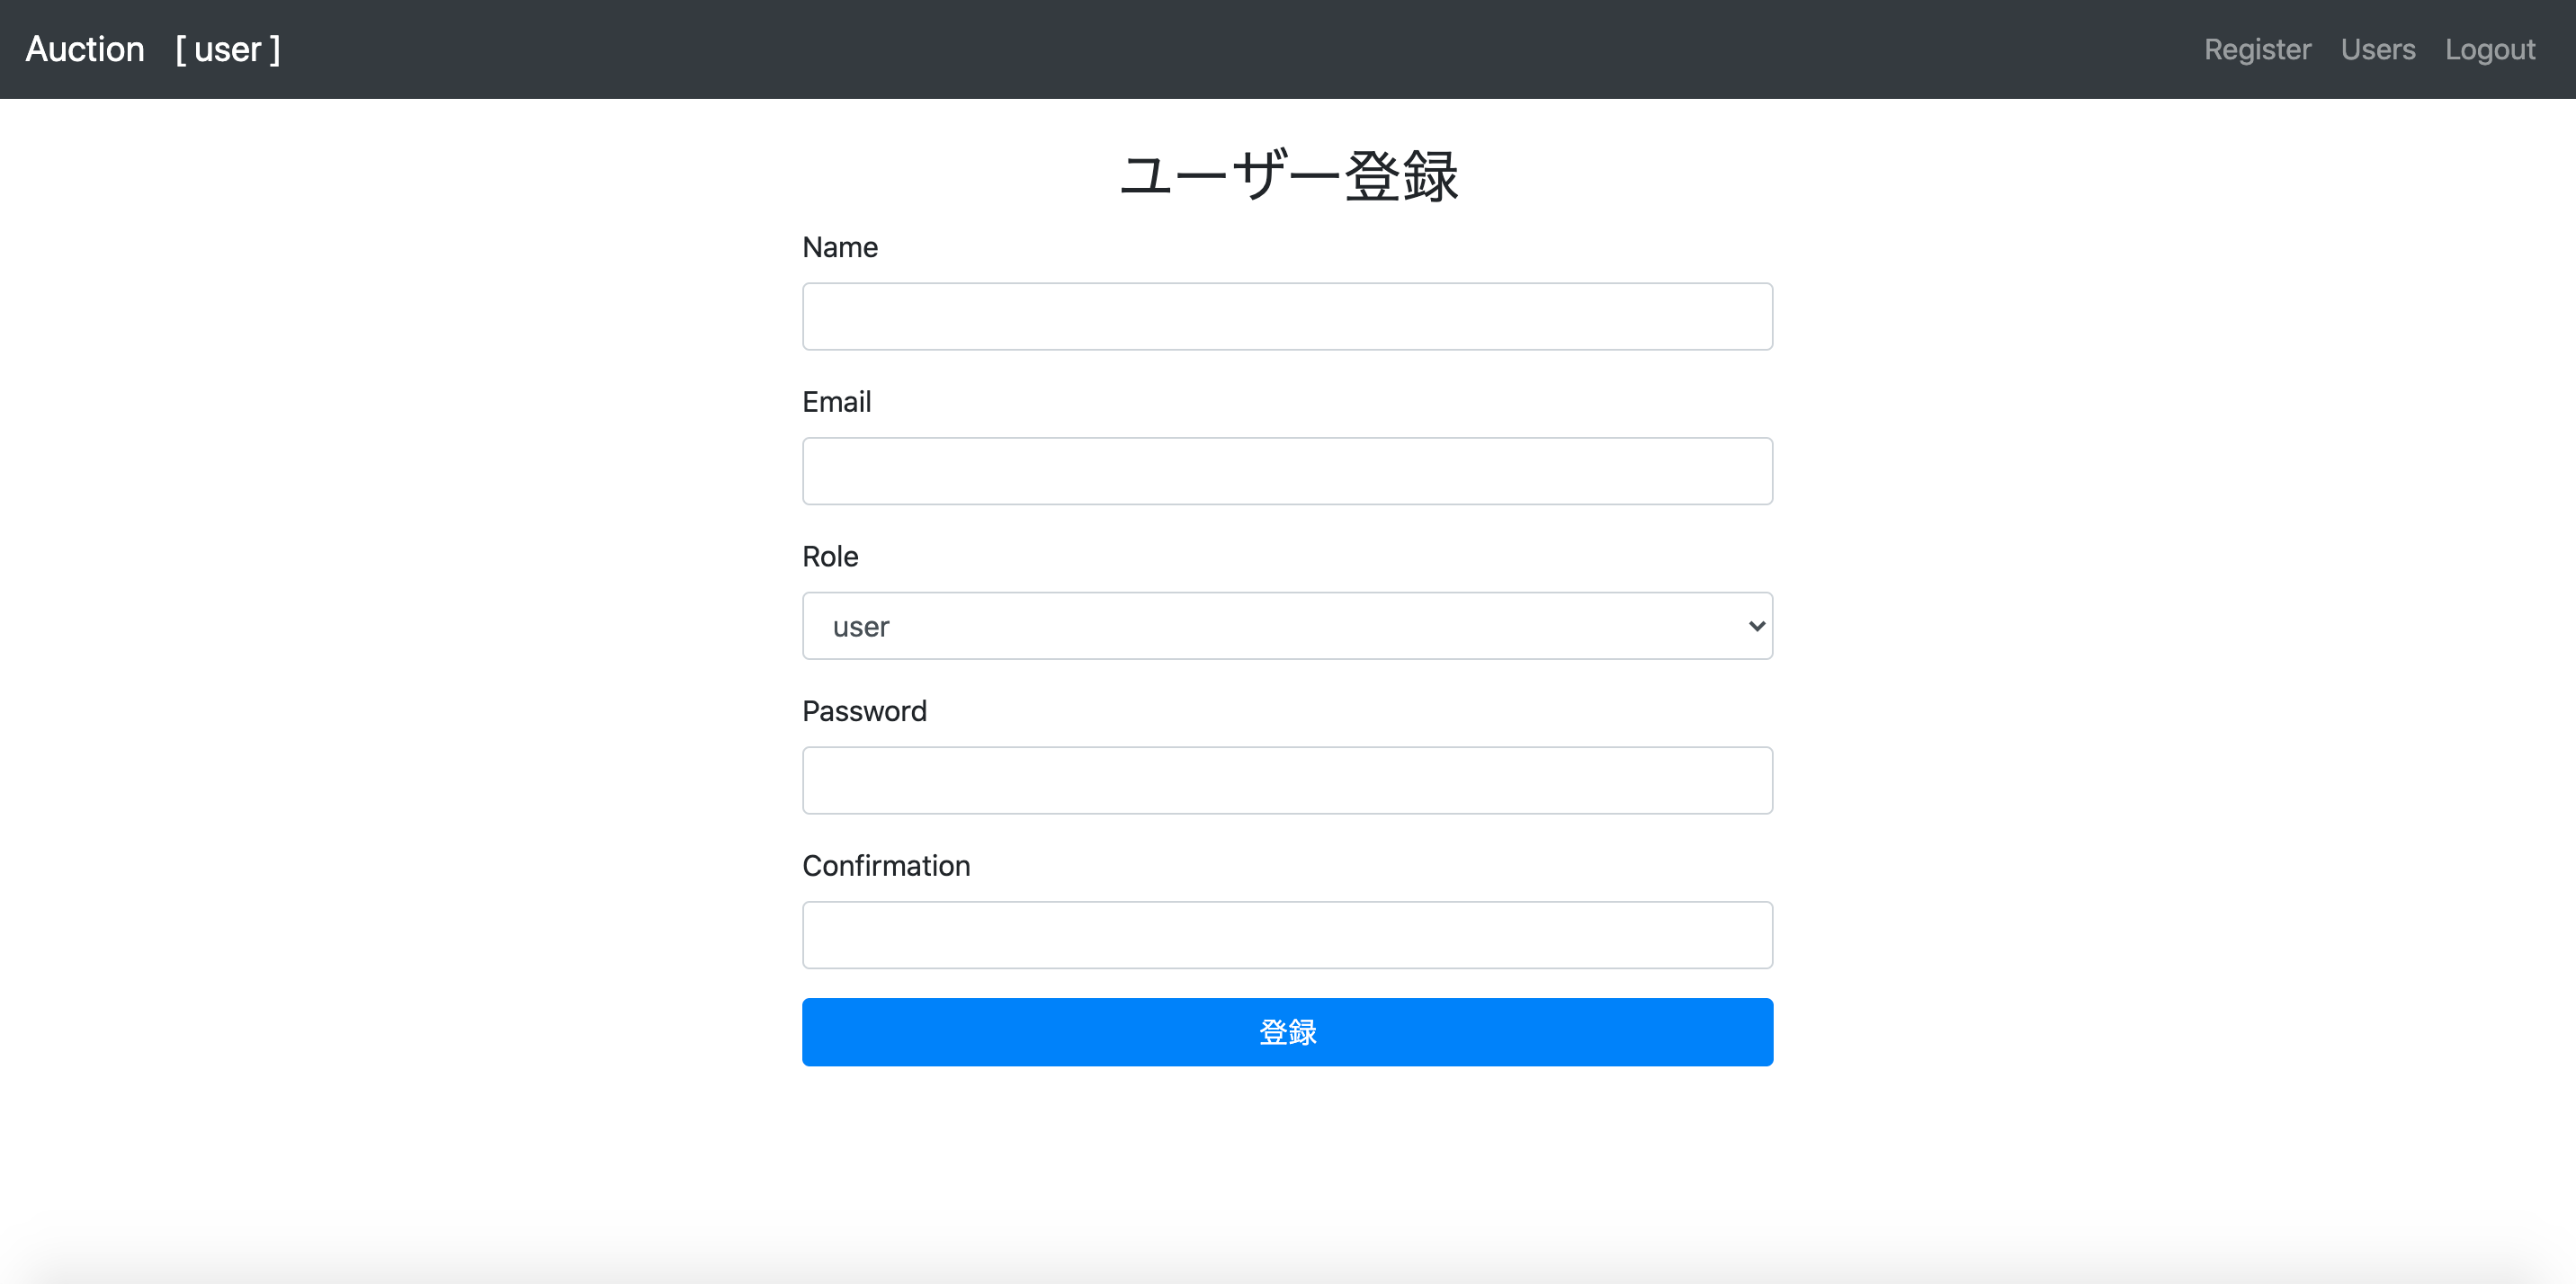 Auction [ user ] Register Users Logout
ユーザー登録
Name
Email
Role
user
Password
Confirmation
登録